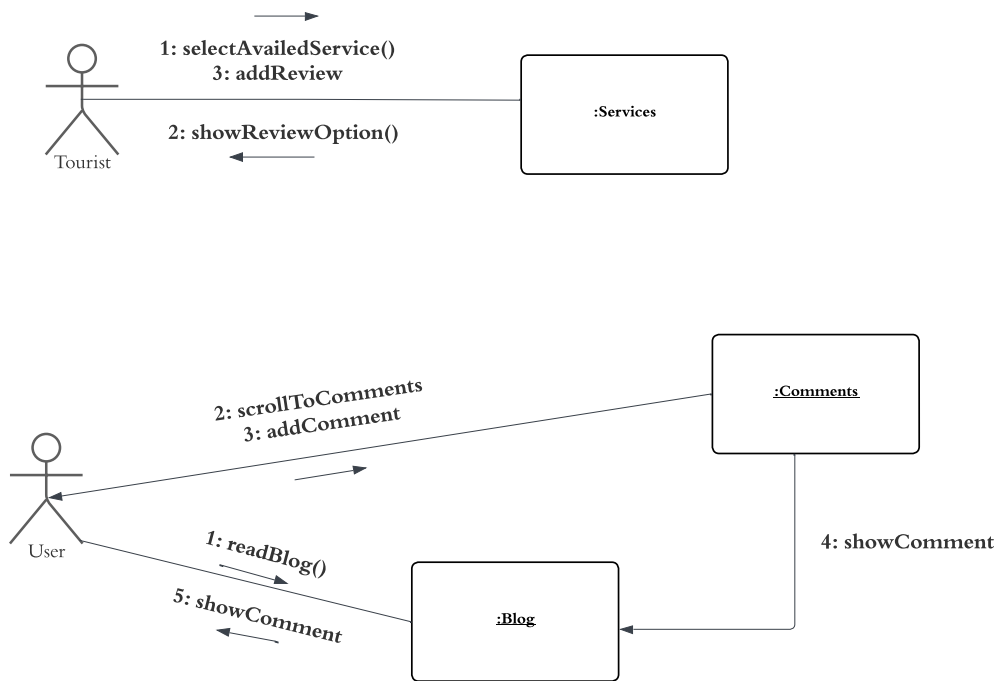 1: selectAvailedService()
3: addReview
:Services
2: showReviewOption()
Tourist
2: scrollToComments
3: addComment
:Comments
User
1: readBlog()
4: showComment
5: showComment
:Blog